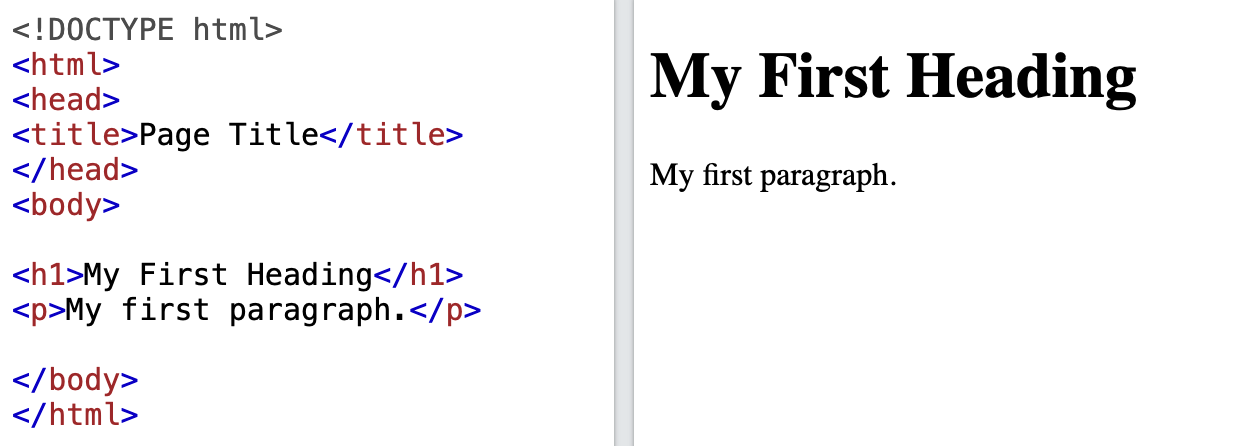 <!DOCTYPE html>
<html>
<head>
<title>Page Title</title>
</head>
<body>
<h1>My First Heading</h1>
<p>My first paragraph.</p>
</body>
</html>
My First Heading
My first paragraph.